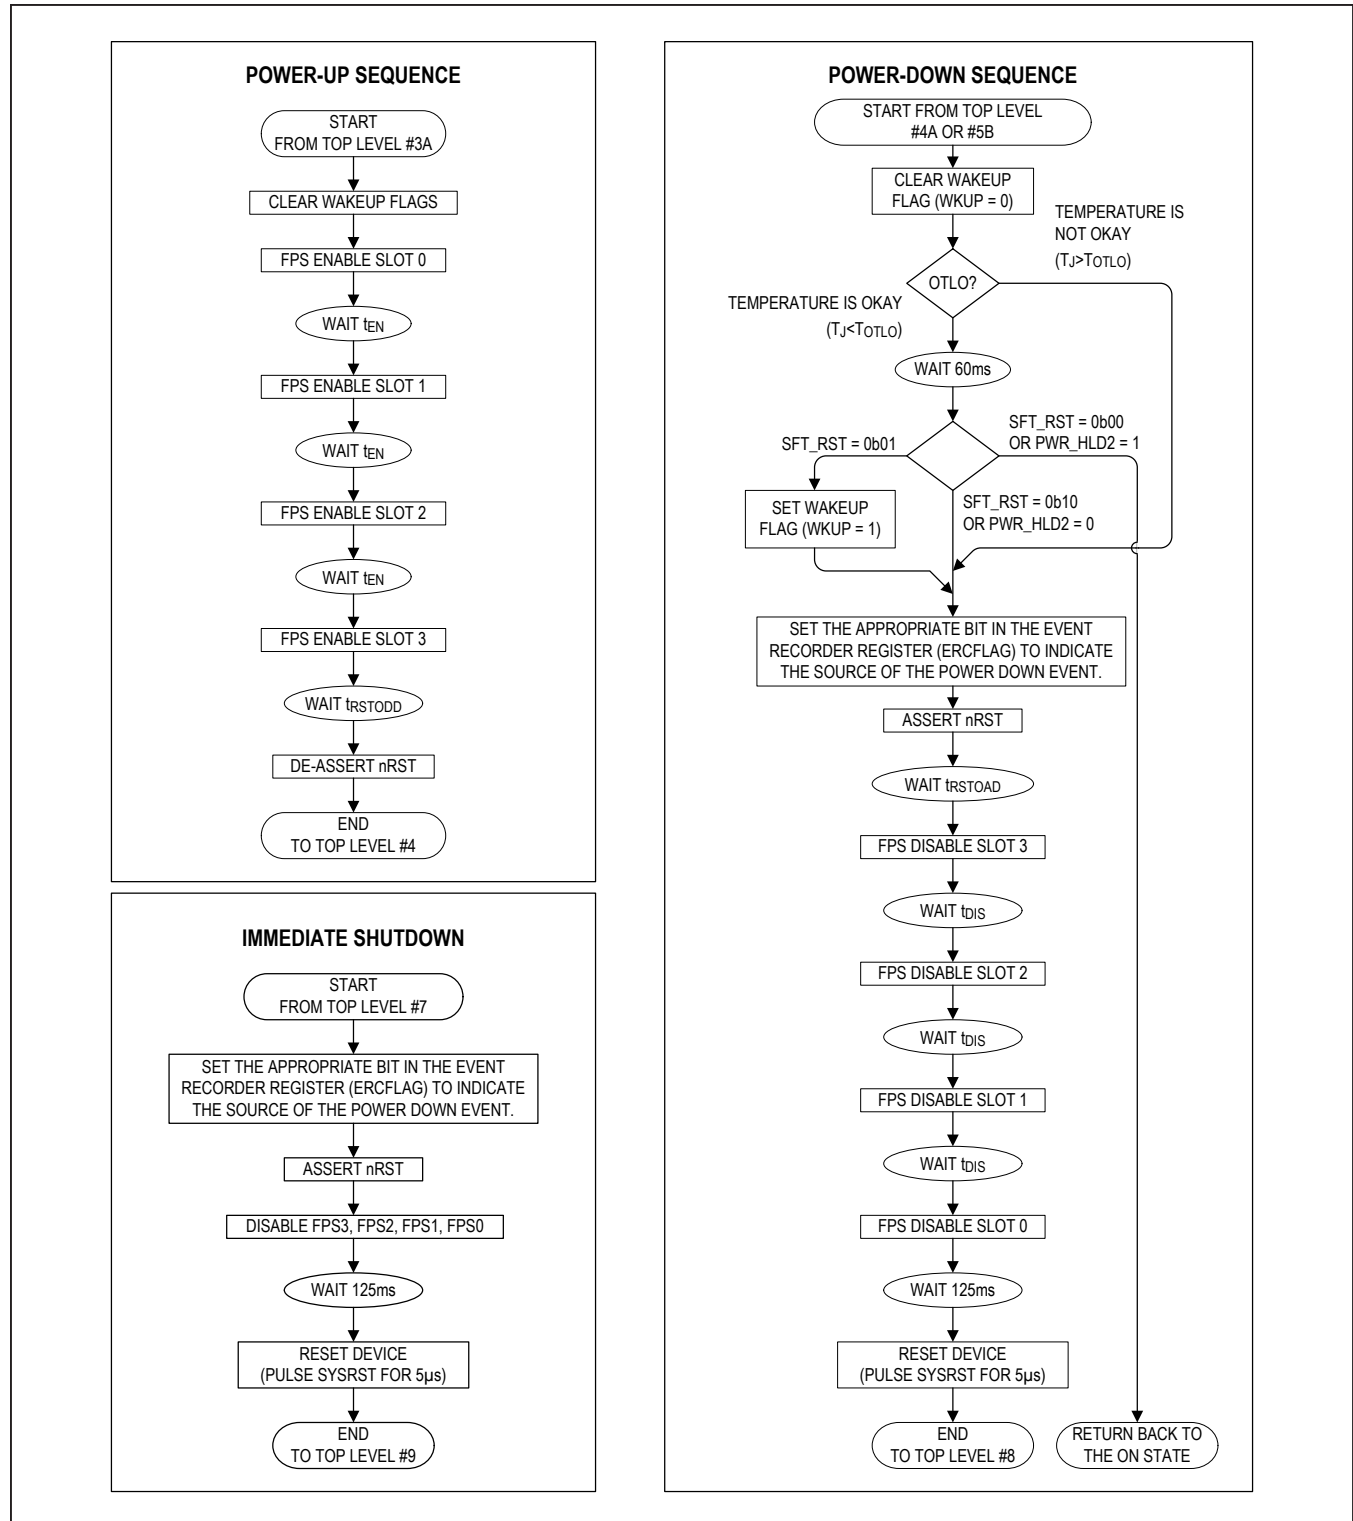 POWER-UP SEQUENCE
START
FROM TOP LEVEL #3A
CLEAR WAKEUP FLAGS
FPS ENABLE SLOT 0
WAIT tEN
FPS ENABLE SLOT 1
WAIT tEN
FPS ENABLE SLOT 2
WAIT tEN
FPS ENABLE SLOT 3
WAIT tRSTODD
DE-ASSERT nRST
END
TO TOP LEVEL #4
IMMEDIATE SHUTDOWN
START
FROM TOP LEVEL #7
SET THE APPROPRIATE BIT IN THE EVENT
RECORDER REGISTER (ERCFLAG) TO INDICATE
THE SOURCE OF THE POWER DOWN EVENT.
ASSERT nRST
DISABLE FPS3, FPS2, FPS1, FPS0
WAIT 125ms
RESET DEVICE
(PULSE SYSRST FOR 5µs)
END
TO TOP LEVEL #9
POWER-DOWN SEQUENCE
START FROM TOP LEVEL
#4A OR #5B
CLEAR WAKEUP
FLAG (WKUP = 0)
TEMPERATURE IS
NOT OKAY
(TJ>TOTLO)
OTLO?
TEMPERATURE IS OKAY
(TJ<TOTLO)
WAIT 60ms
SFT_RST = 0b00
OR PWR_HLD2 = 1
SFT_RST = 0b01
SET WAKEUP
FLAG (WKUP = 1)
SFT_RST = 0b10
OR PWR_HLD2 = 0
SET THE APPROPRIATE BIT IN THE EVENT
RECORDER REGISTER (ERCFLAG) TO INDICATE
THE SOURCE OF THE POWER DOWN EVENT.
ASSERT nRST
WAIT tRSTOAD
FPS DISABLE SLOT 3
WAIT tDIS
FPS DISABLE SLOT 2
WAIT tDIS
FPS DISABLE SLOT 1
WAIT tDIS
FPS DISABLE SLOT 0
WAIT 125ms
RESET DEVICE
(PULSE SYSRST FOR 5µs)
END
TO TOP LEVEL #8
RETURN BACK TO
THE ON STATE